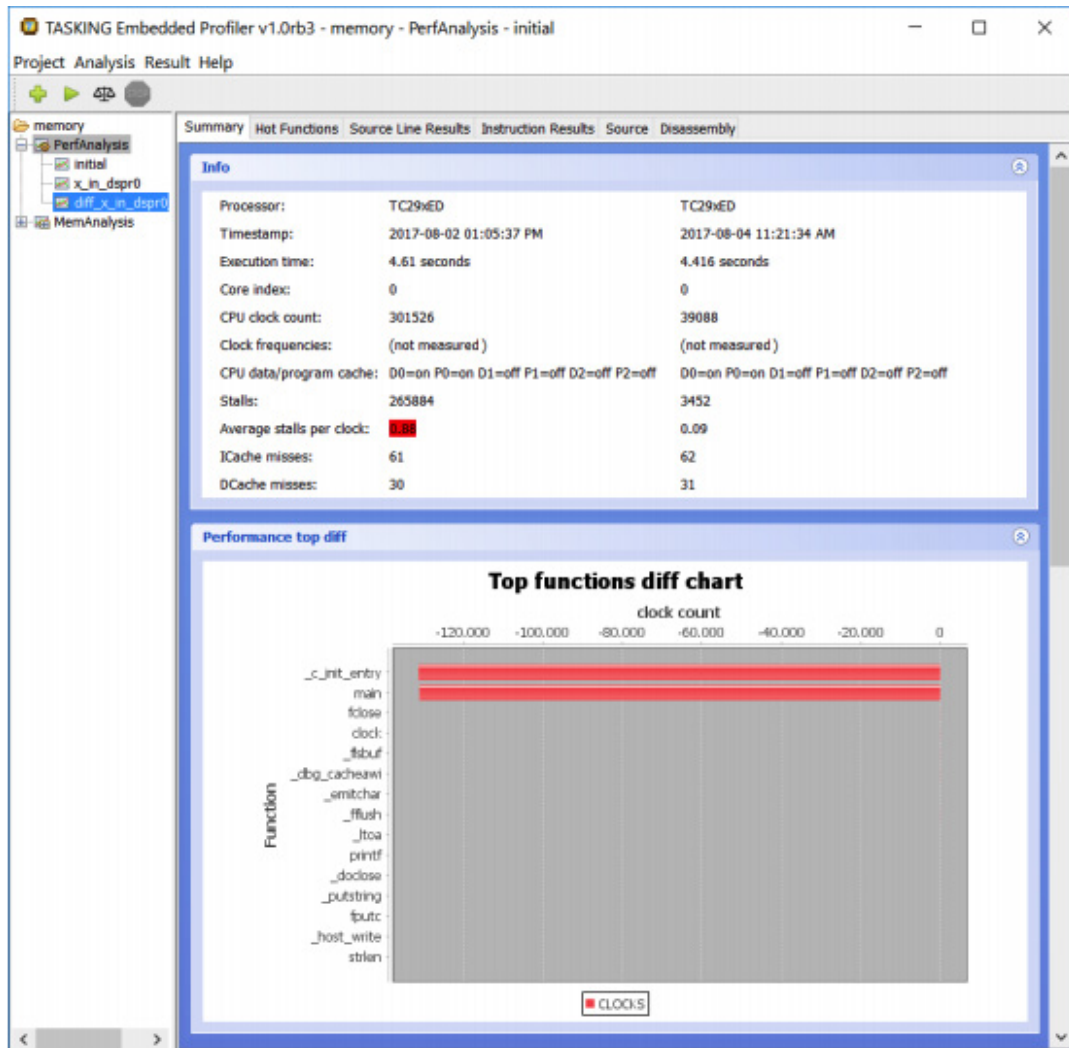 TASKING Embedded Profiler v1.0rb3 - memory - PerfAnalysis - initial
Project Analysis Result Help
memory
PerfAnalysis
initial
x_in_dspr0
diff_x_in_dspr0
MemAnalysis
Summary Hot Functions Source Line Results Instruction Results Source Disassembly
Info
Processor: TC29xED TC29xED
Timestamp: 2017-08-02 01:05:37 PM 2017-08-04 11:21:34 AM
Execution time: 4.61 seconds 4.416 seconds
Core index: 0 0
CPU clock count: 301526 39088
Clock frequencies: (not measured) (not measured)
CPU data/program cache: D0=on P0=on D1=off P1=off D2=off P2=off D0=on P0=on D1=off P1=off D2=off P2=off
Stalls: 265884 3452
Average stalls per clock: 0.88 0.09
ICache misses: 61 62
DCache misses: 30 31
Performance top diff
Top functions diff chart
clock count
-120.000 -100.000 -80.000 -60.000 -40.000 -20.000 0
Function
_c_init_entry
main
fclose
clock
_flsbuf
_dbg_cacheawi
_emitchar
_fflush
_ltoa
printf
_doclose
_putstring
fputc
_host_write
strlen
CLOCKS